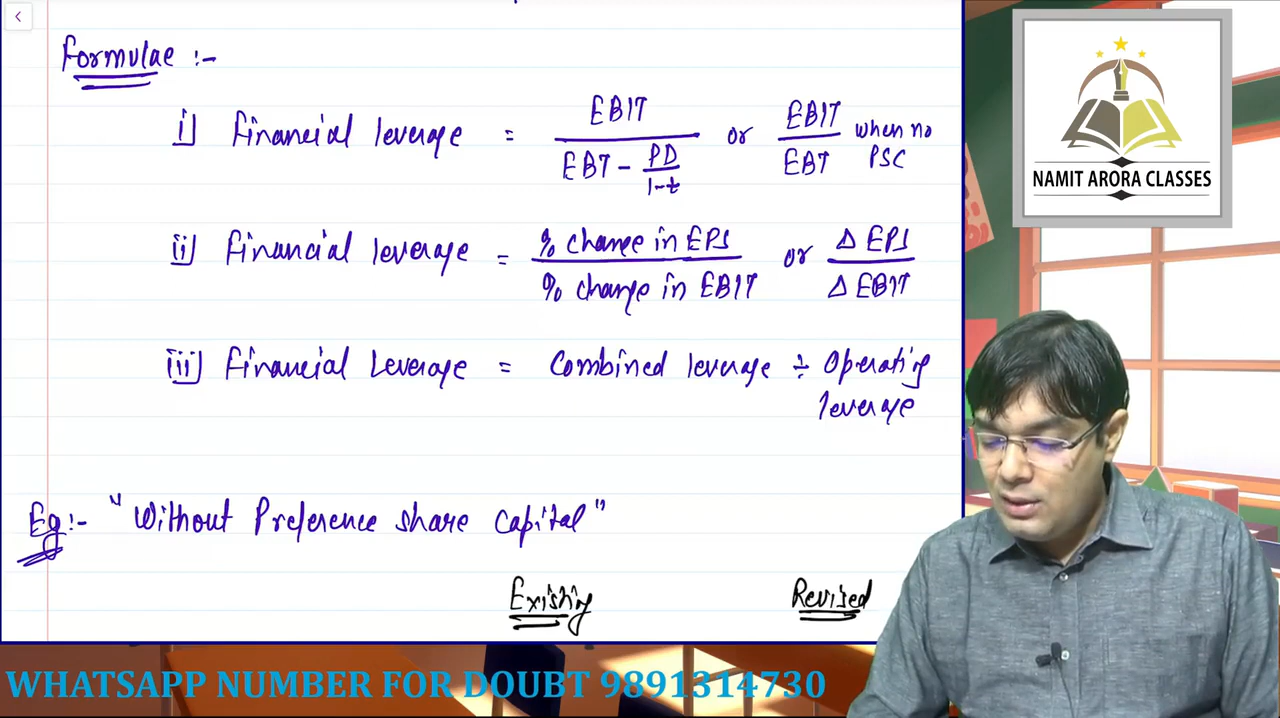 Formulae :-
i] Financial leverage = EBIT / (EBT - PD/1-t) or EBIT/EBT when no PSC
ii] Financial leverage = % change in EPS / % change in EBIT or Δ EPS / Δ EBIT
iii] Financial Leverage = Combined leverage ÷ Operating leverage
Eg:- "Without Preference share capital"
Existing Revised
NAMIT ARORA CLASSES
WHATSAPP NUMBER FOR DOUBT 9891314730